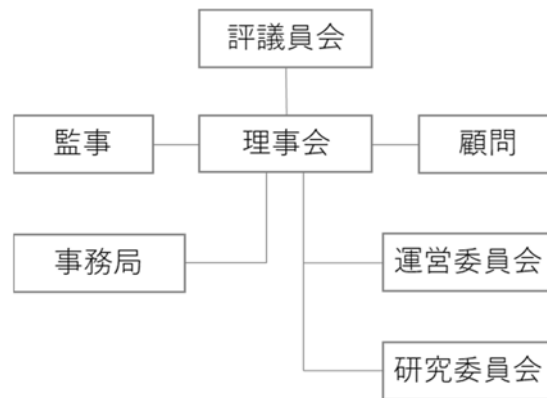 評議員会
監事
理事会
顧問
事務局
運営委員会
研究委員会